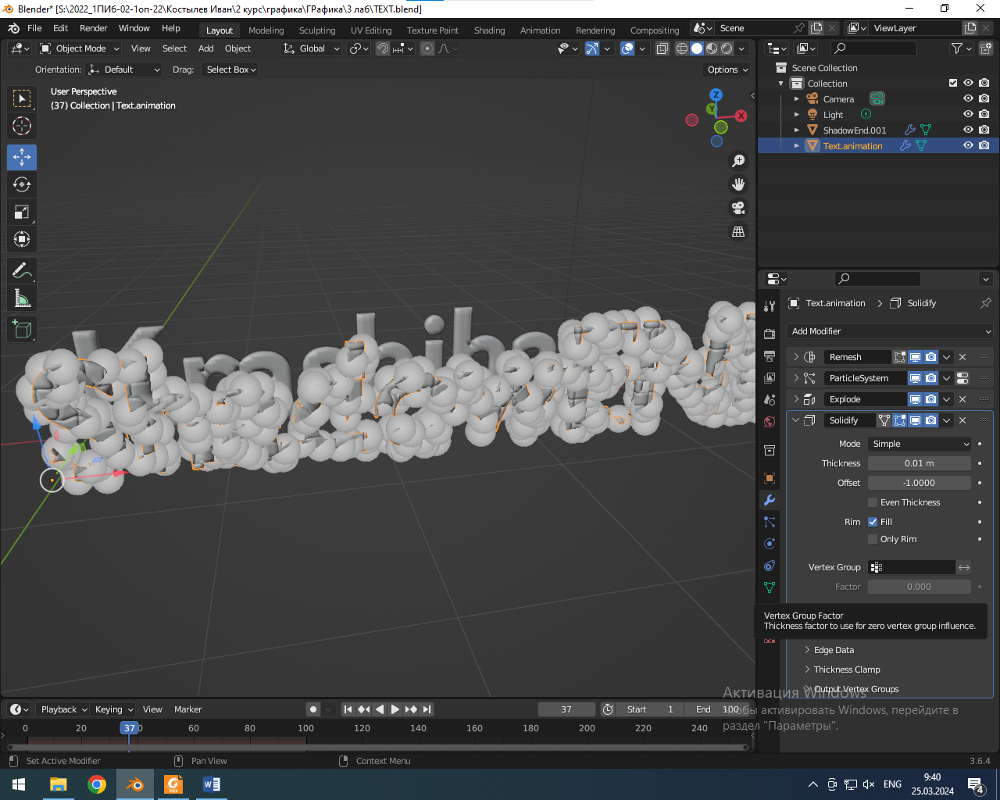 Blender* [S:\2022_1ПИб-02-1оп-22\Костылев Иван\2 курс\графика\ГРафика\3 лаб\TEXT.blend]
File Edit Render Window Help Layout Modeling Sculpting UV Editing Texture Paint Shading Animation Rendering Compositing Scene ViewLayer
Object Mode View Select Add Object Global
Orientation: Default Drag: Select Box Options
User Perspective
(37) Collection | Text.animation
Z
Y
X
Scene Collection
Collection
Camera
Light
ShadowEnd.001
Text.animation
Text.animation > Solidify
Add Modifier
Remesh
ParticleSystem
Explode
Solidify
Mode Simple
Thickness 0.01 m
Offset -1.0000
Even Thickness
Rim Fill
Only Rim
Vertex Group
Factor 0.000
Vertex Group Factor
Thickness factor to use for zero vertex group influence.
Edge Data
Thickness Clamp
Output Vertex Groups
Активация Windows
Чтобы активировать Windows, перейдите в
раздел "Параметры".
Playback Keying View Marker 37 Start 1 End 100
0 20 37 40 60 80 100 120 140 160 180 200 220 240
Set Active Modifier Pan View Context Menu 3.6.4
ENG 9:40
25.03.2024 4